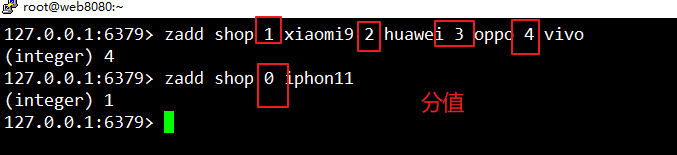 root@web8080:~
127.0.0.1:6379> zadd shop 1 xiaomi9 2 huawei 3 oppo 4 vivo
(integer) 4
127.0.0.1:6379> zadd shop 0 iphon11
(integer) 1
127.0.0.1:6379>
分值